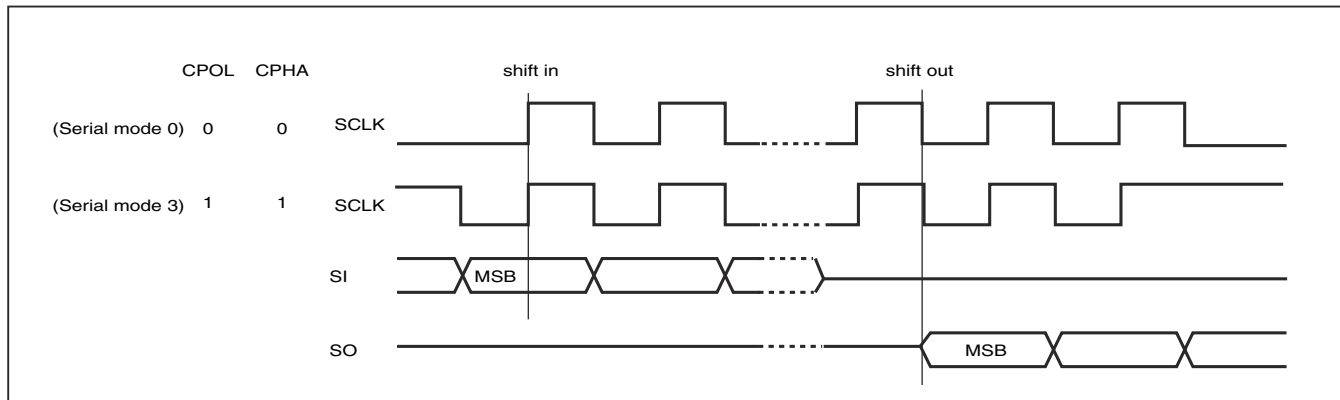 CPOL CPHA shift in shift out
(Serial mode 0) 0 0 SCLK
(Serial mode 3) 1 1 SCLK
SI MSB
SO MSB